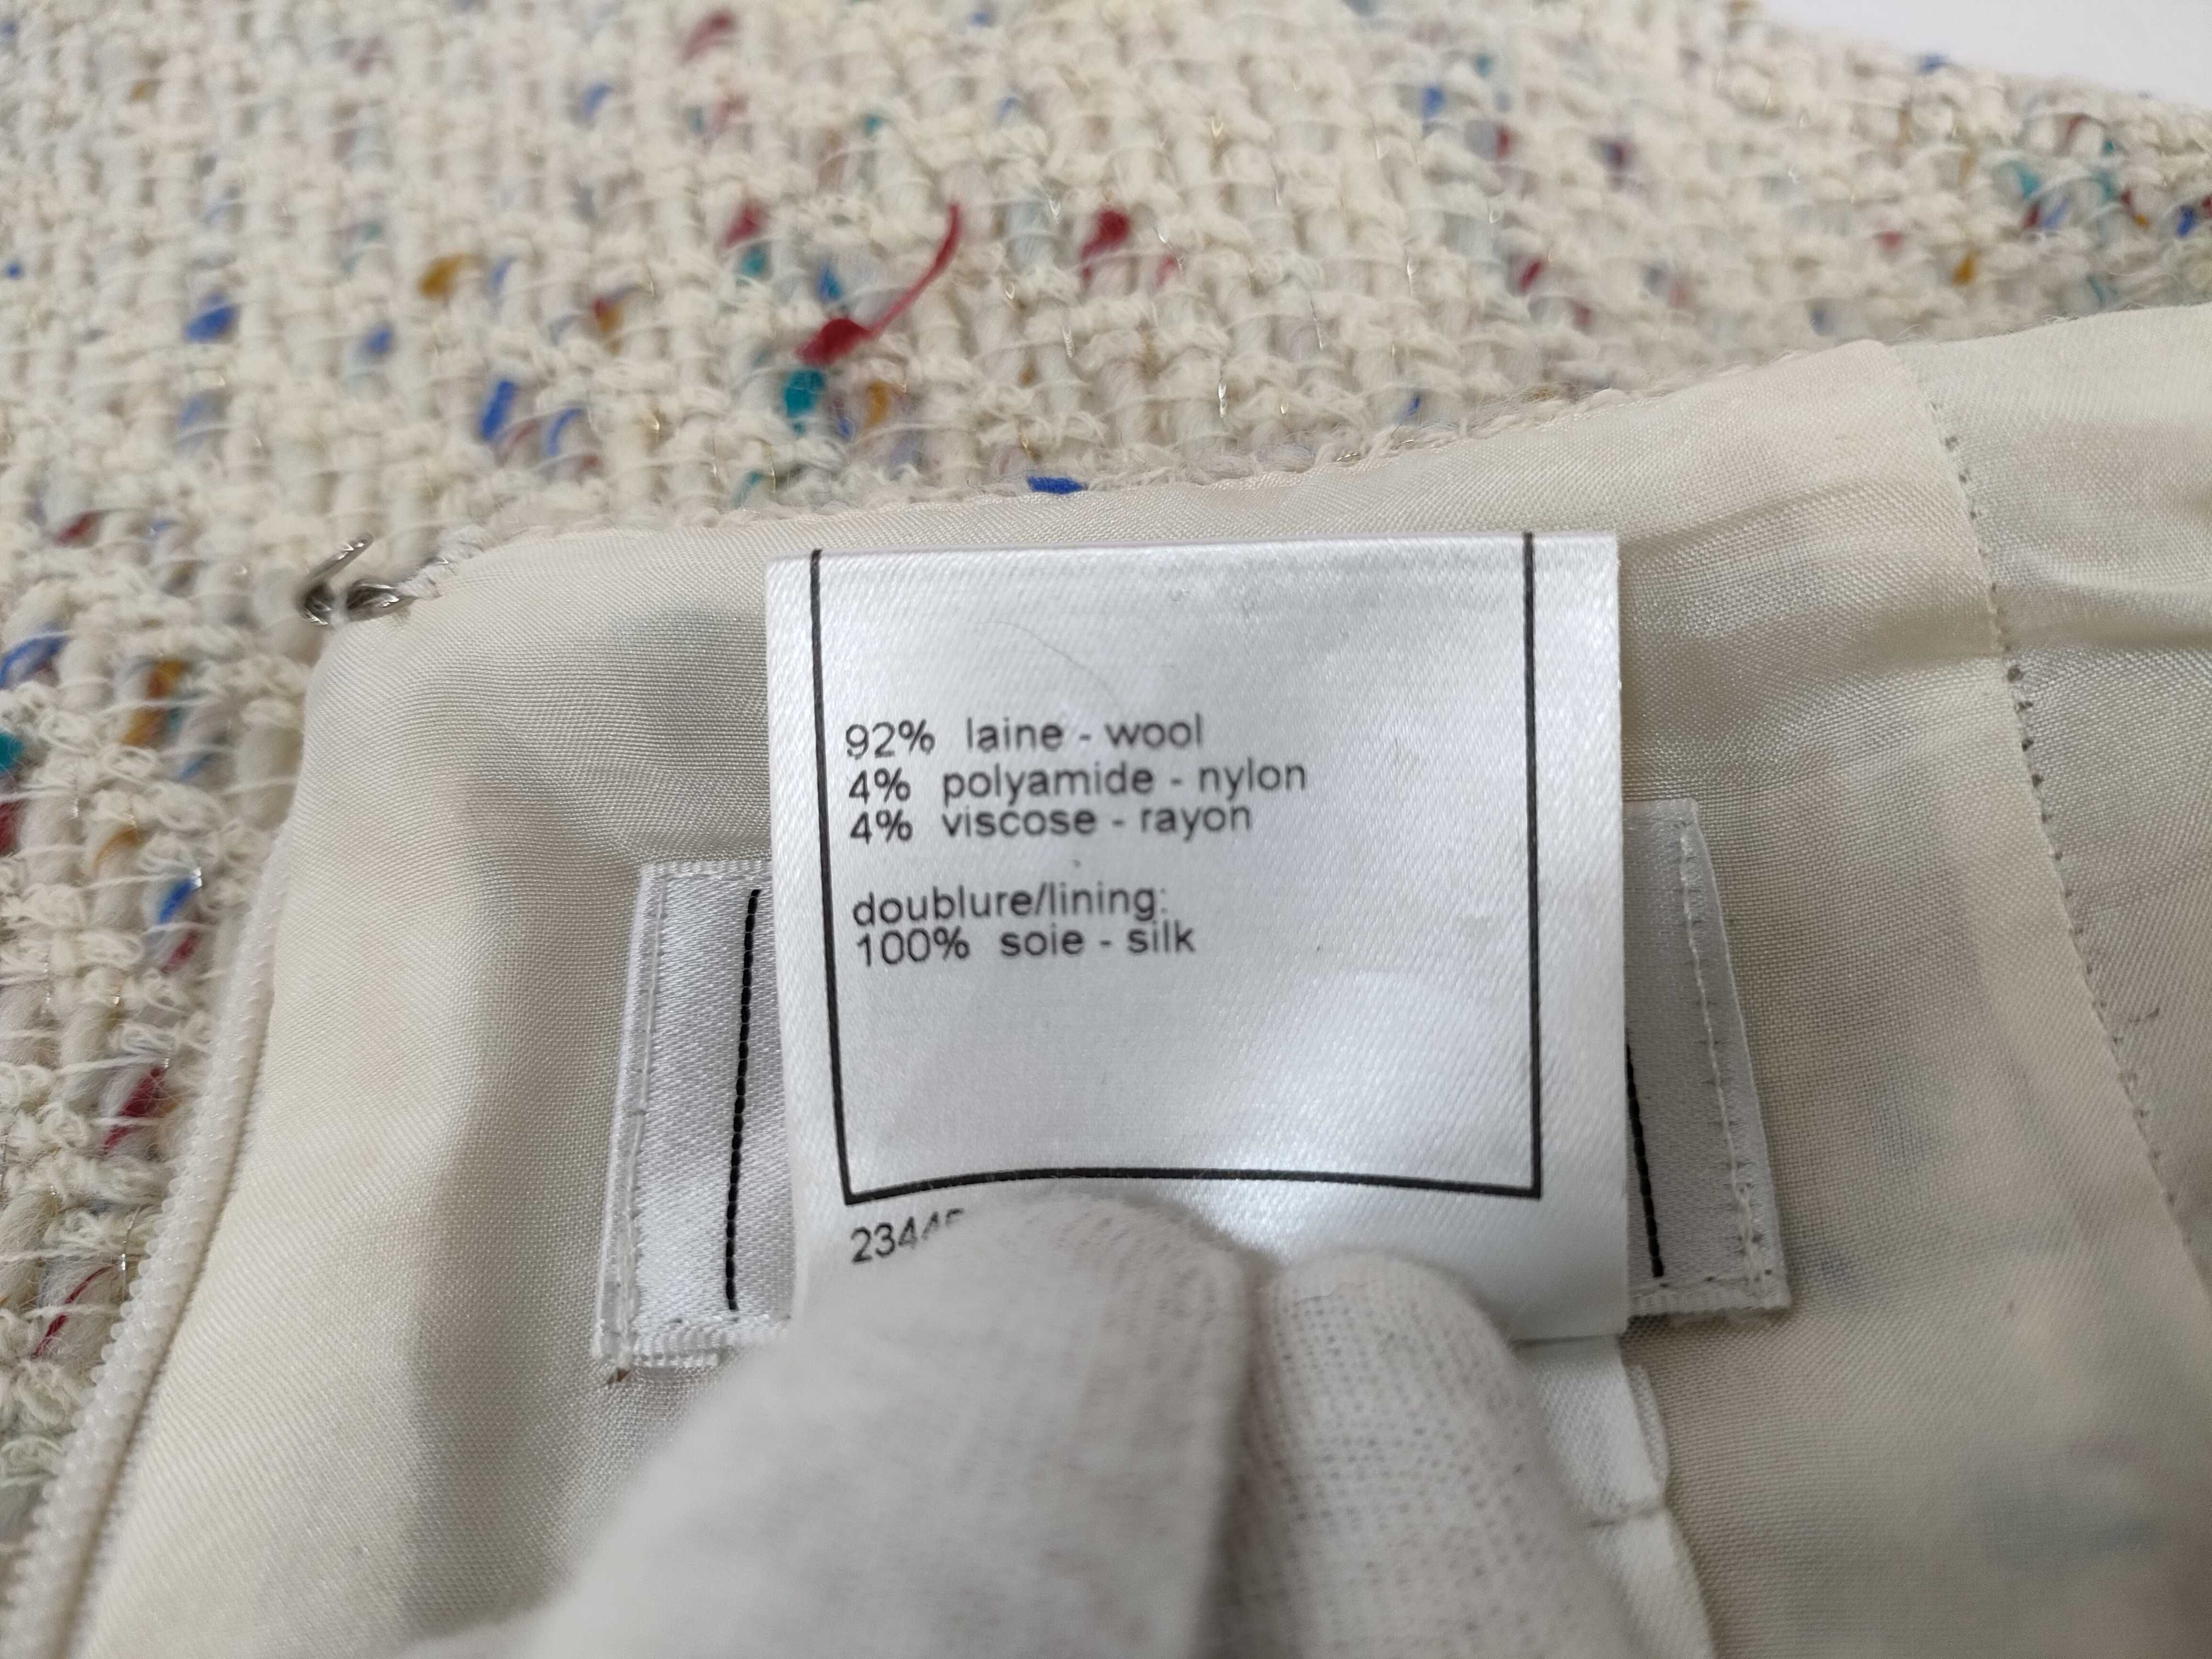 92% laine - wool
4% polyamide - nylon
4% viscose - rayon
doublure/lining:
100% soie - silk